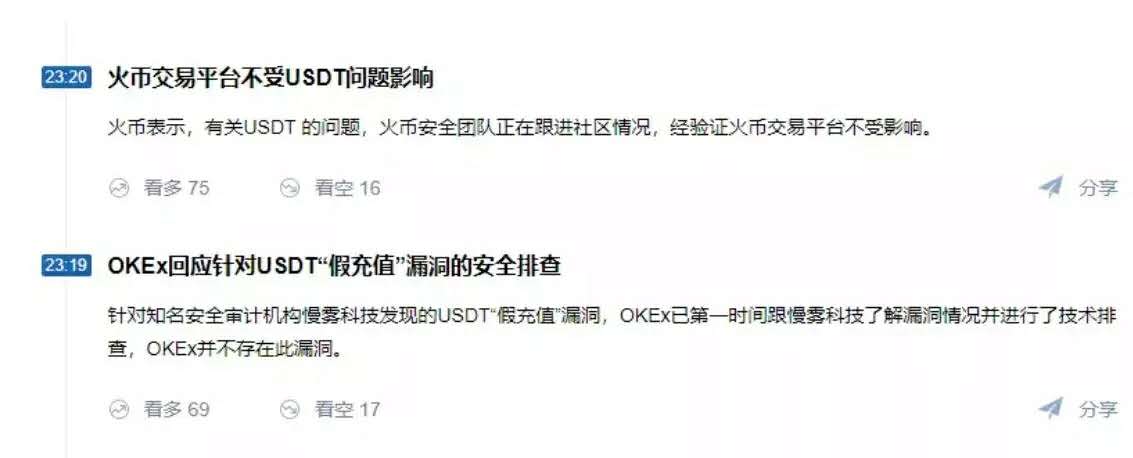 23:20 火币交易平台不受USDT问题影响
火币表示，有关USDT 的问题，火币安全团队正在跟进社区情况，经验证火币交易平台不受影响。
看多 75 看空 16 分享
23:19 OKEx回应针对USDT“假充值”漏洞的安全排查
针对知名安全审计机构慢雾科技发现的USDT“假充值”漏洞，OKEx已第一时间跟慢雾科技了解漏洞情况并进行了技术排
查，OKEx并不存在此漏洞。
看多 69 看空 17 分享